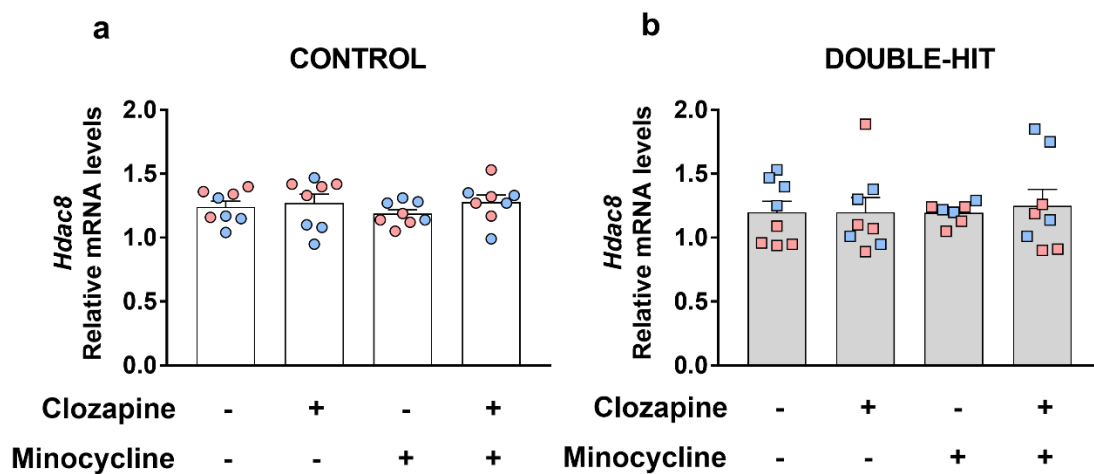 a
CONTROL
Hdac8
Relative mRNA levels
2.0
1.5
1.0
0.5
0.0
Clozapine - + - +
Minocycline - - + +
b
DOUBLE-HIT
Hdac8
Relative mRNA levels
2.0
1.5
1.0
0.5
0.0
Clozapine - + - +
Minocycline - - + +